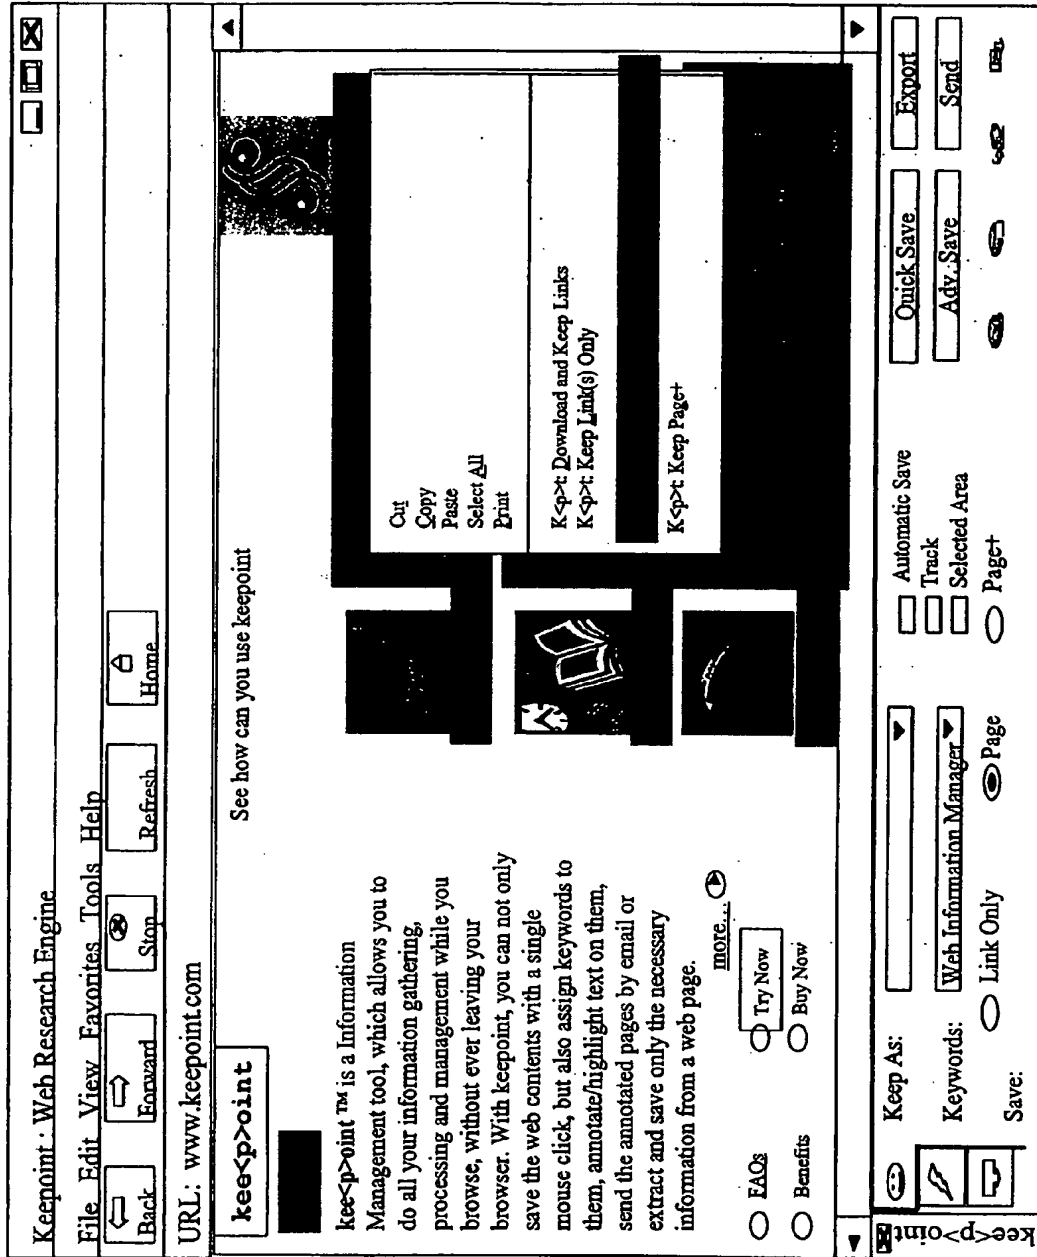 Keepoint : Web Research Engine
File Edit View Favorites Tools Help
Back Forward Stop Refresh Home
URL: www.keepoint.com
kee<p>oint
See how can you use keepoint
kee<p>oint ™ is a Information
Management tool, which allows you to
do all your information gathering,
processing and management while you
browse, without ever leaving your
browser. With keepoint, you can not only
save the web contents with a single
mouse click, but also assign keywords to
them, annotate/highlight text on them,
send the annotated pages by email or
extract and save only the necessary
information from a web page.
more...
FAQs Try Now
Benefits Buy Now
Cut
Copy
Paste
Select All
Print
K<p>t: Download and Keep Links
K<p>t: Keep Link(s) Only
K<p>t: Keep Page+
kee<p>oint
Keep As: Automatic Save Quick Save Export
Track
Keywords: Web Information Manager Selected Area Adv. Save Send
Save: Link Only Page Page+